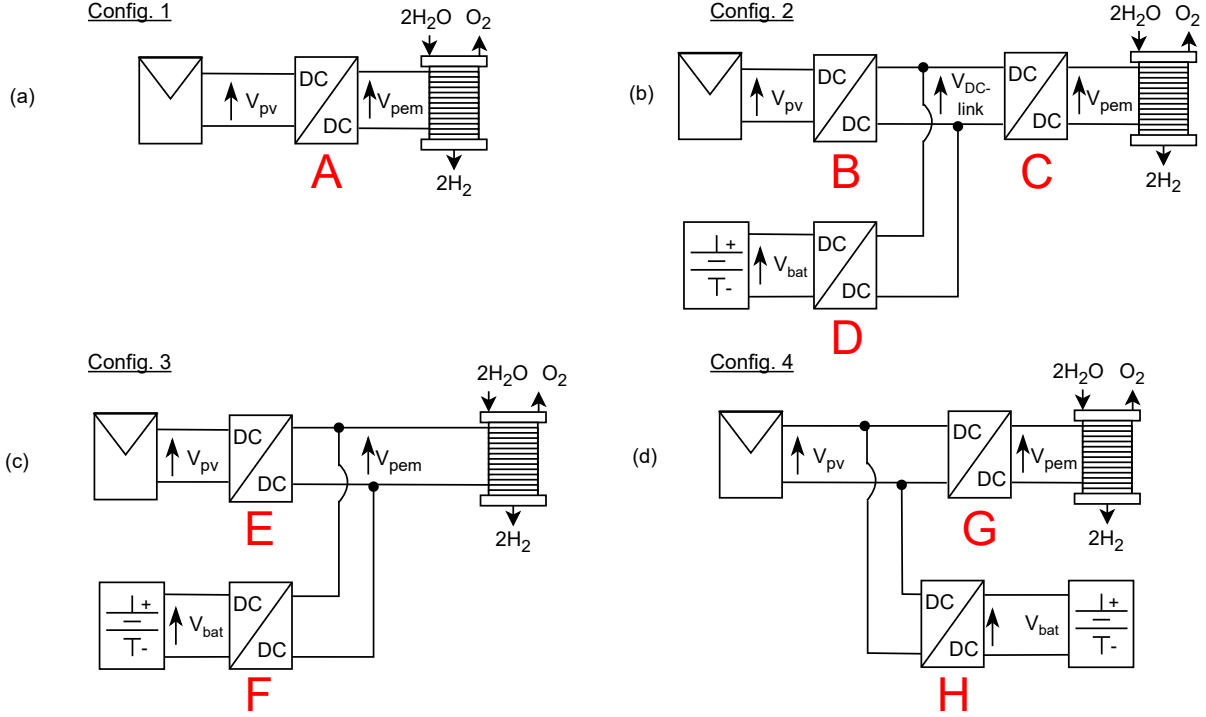 Config. 1
2H2O O2
(a)
DC
DC
Vpv
Vpem
A
2H2
Config. 2
2H2O O2
(b)
DC
DC
Vpv
VDC-
link
DC
DC
Vpem
B
C
2H2
+
-
Vbat
DC
DC
D
Config. 3
2H2O O2
(c)
Vpv
DC
DC
Vpem
E
2H2
+
-
Vbat
DC
DC
F
Config. 4
2H2O O2
(d)
Vpv
DC
DC
Vpem
G
2H2
DC
DC
Vbat
+
-
H